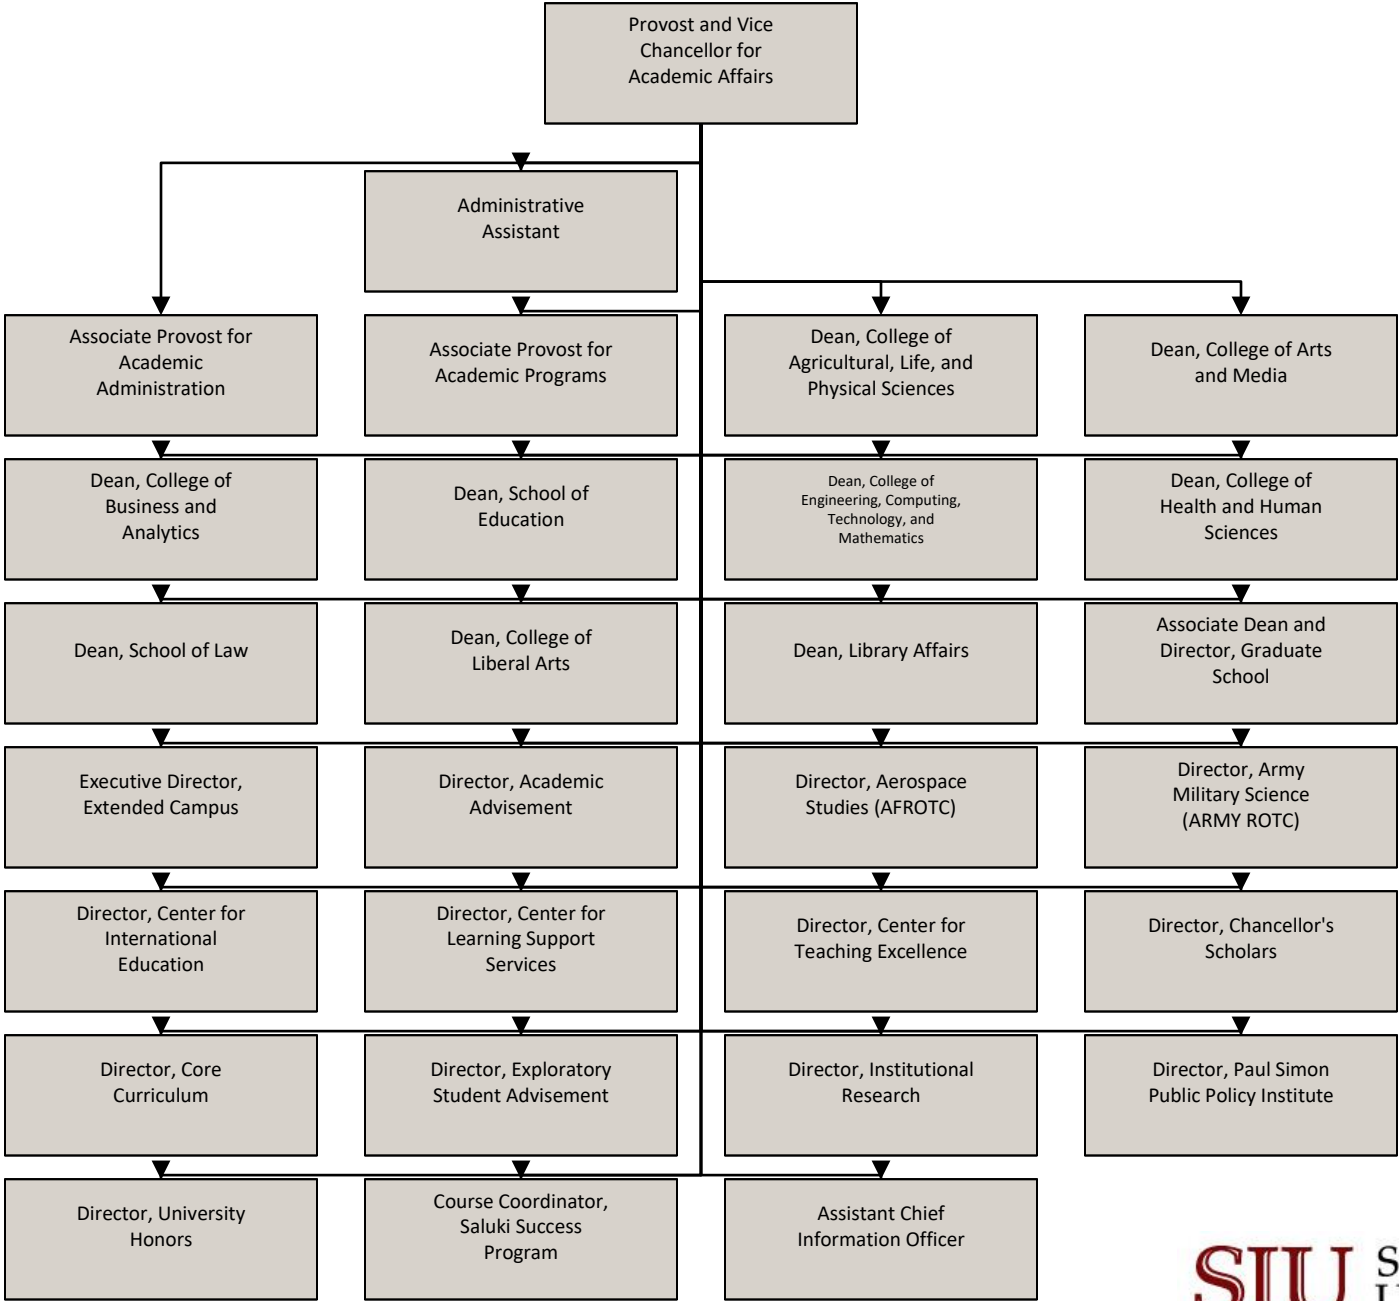 Provost and Vice
Chancellor for
Academic Affairs
Administrative
Assistant
Associate Provost for
Academic
Administration
Associate Provost for
Academic Programs
Dean, College of
Agricultural, Life, and
Physical Sciences
Dean, College of Arts
and Media
Dean, College of
Business and
Analytics
Dean, School of
Education
Dean, College of
Engineering, Computing,
Technology, and
Mathematics
Dean, College of
Health and Human
Sciences
Dean, School of Law
Dean, College of
Liberal Arts
Dean, Library Affairs
Associate Dean and
Director, Graduate
School
Executive Director,
Extended Campus
Director, Academic
Advisement
Director, Aerospace
Studies (AFROTC)
Director, Army
Military Science
(ARMY ROTC)
Director, Center for
International
Education
Director, Center for
Learning Support
Services
Director, Center for
Teaching Excellence
Director, Chancellor's
Scholars
Director, Core
Curriculum
Director, Exploratory
Student Advisement
Director, Institutional
Research
Director, Paul Simon
Public Policy Institute
Director, University
Honors
Course Coordinator,
Saluki Success
Program
Assistant Chief
Information Officer
SIU